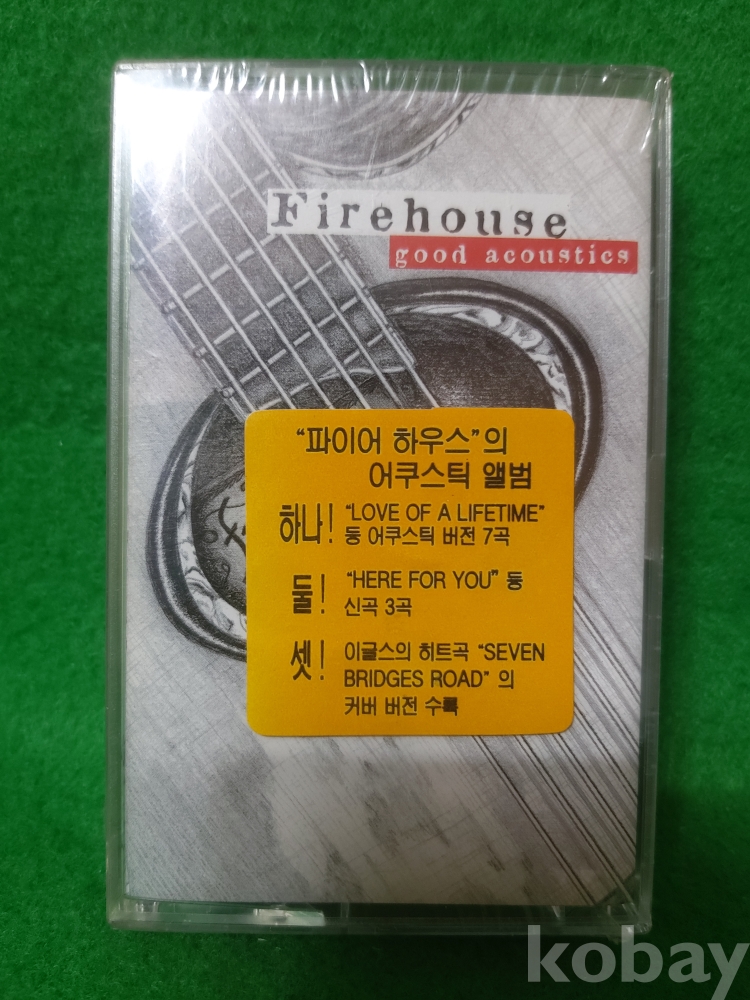 Firehouse
good acoustics
“파이어 하우스”의
어쿠스틱 앨범
하나! “LOVE OF A LIFETIME”
등 어쿠스틱 버전 7곡
둘! “HERE FOR YOU” 등
신곡 3곡
셋! 이글스의 히트곡 “SEVEN
BRIDGES ROAD” 의
커버 버전 수록
kobay